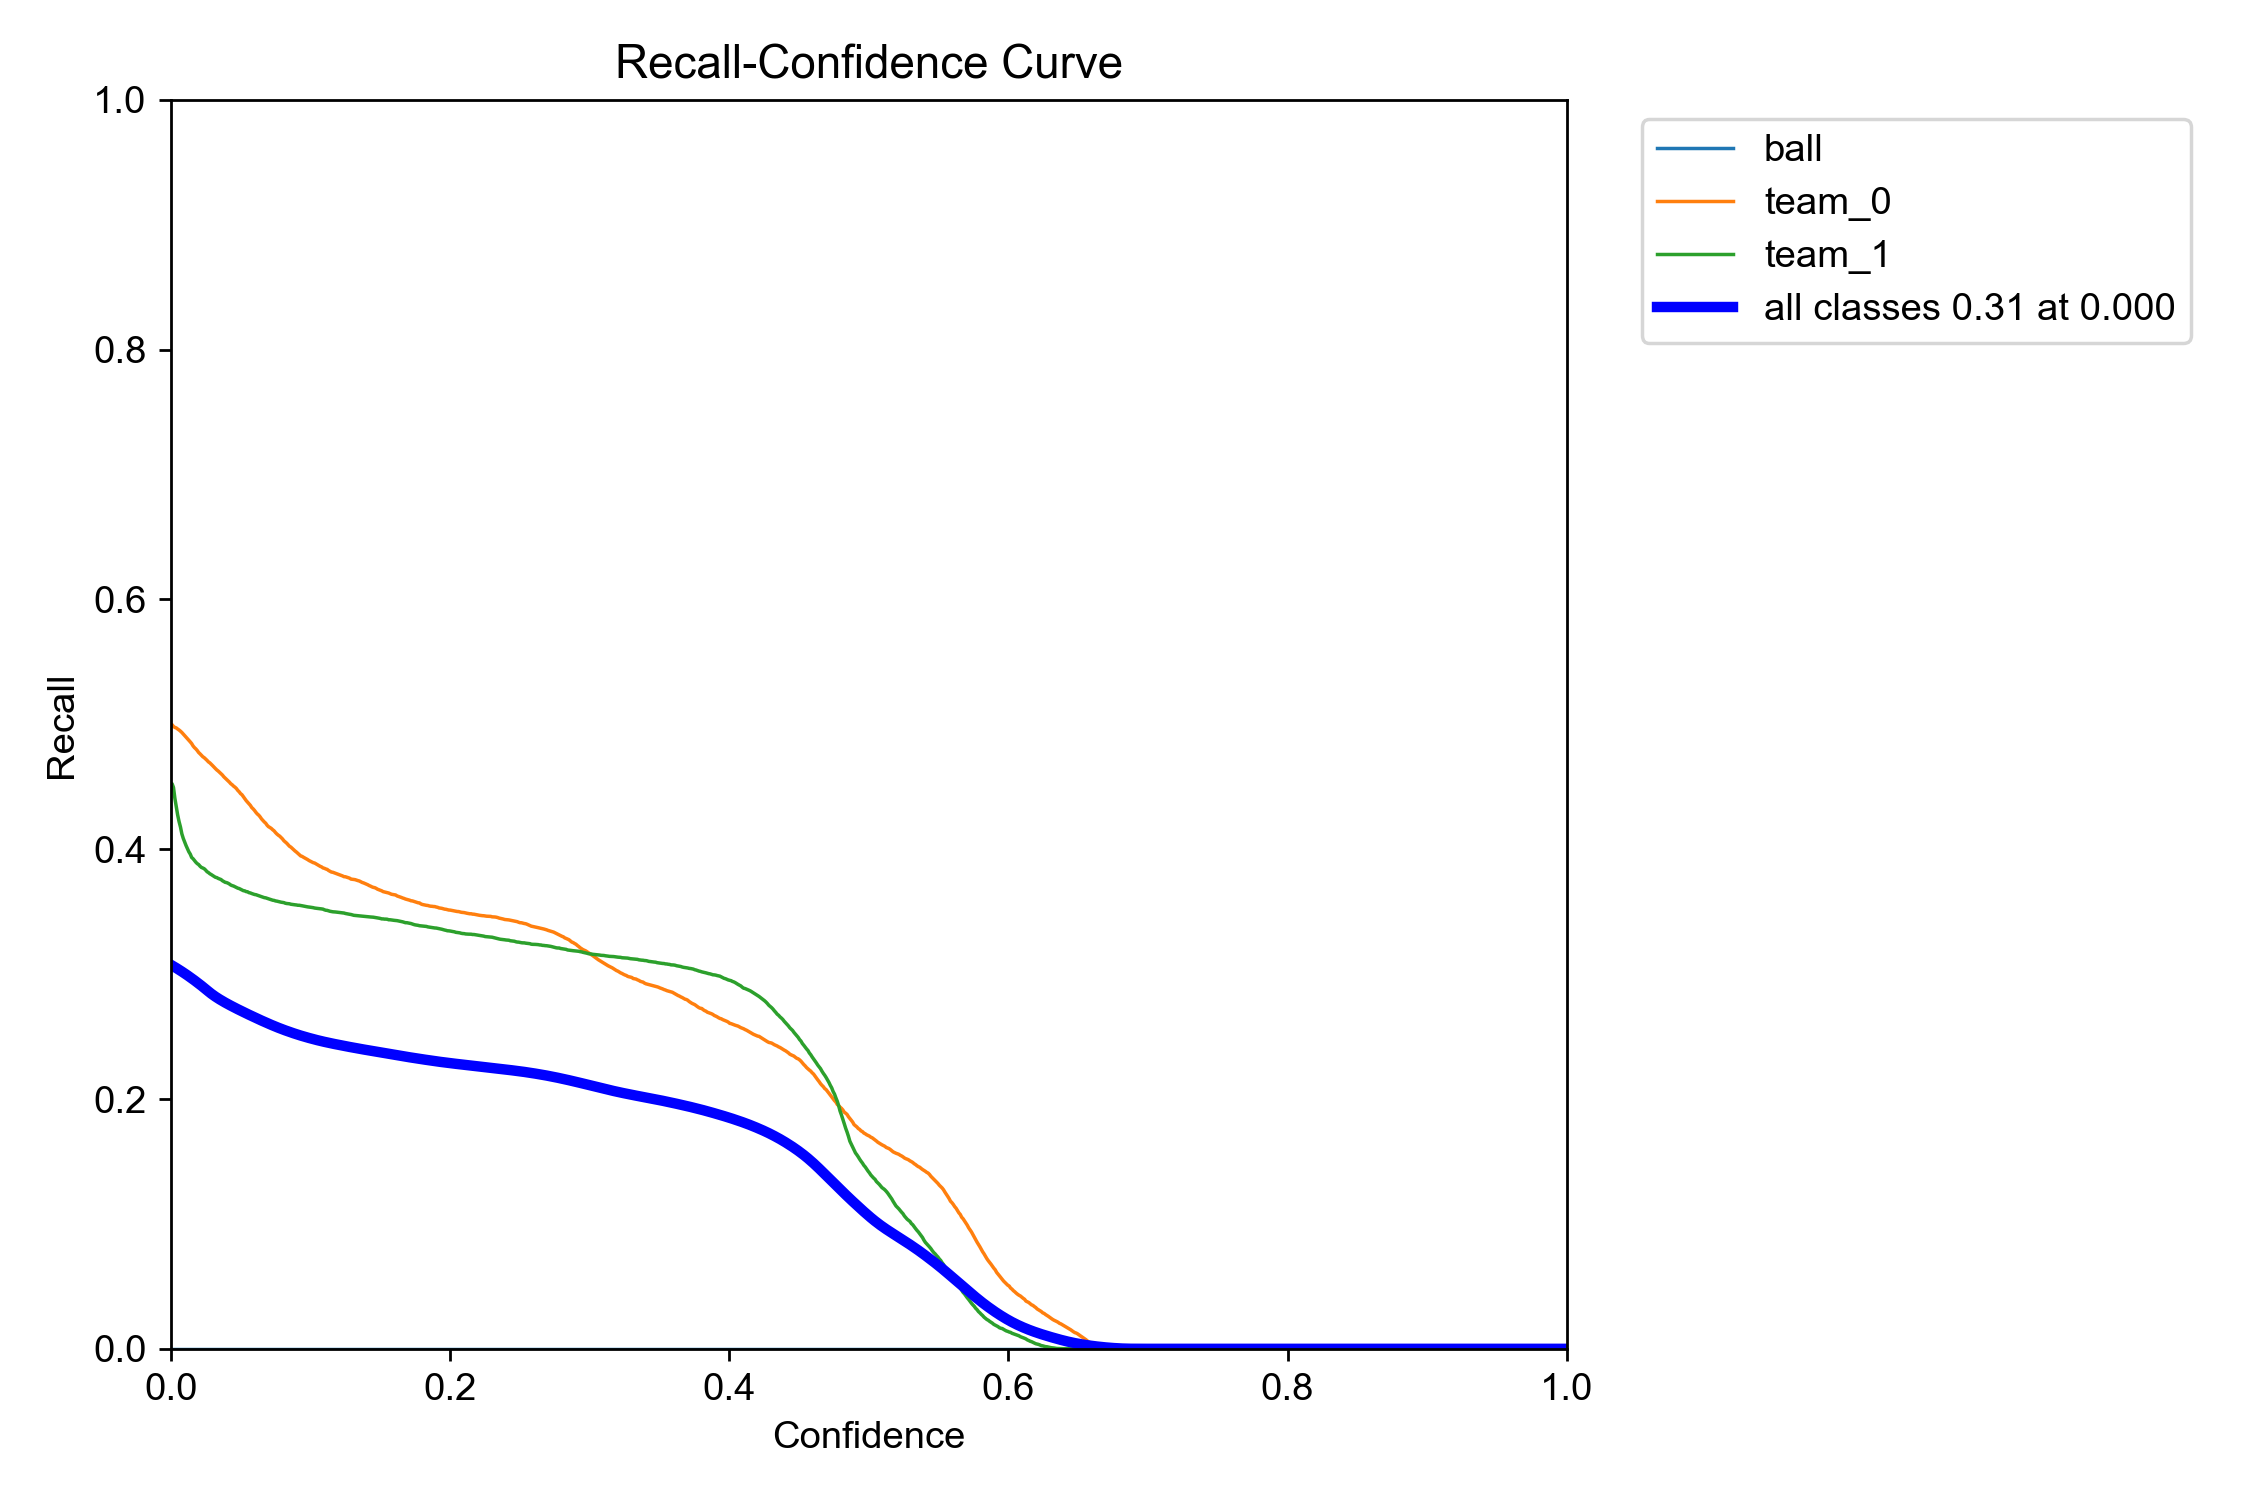 Recall-Confidence Curve
1.0
0.8
0.6
0.4
0.2
0.0
Recall
0.0 0.2 0.4 0.6 0.8 1.0
Confidence
ball
team_0
team_1
all classes 0.31 at 0.000